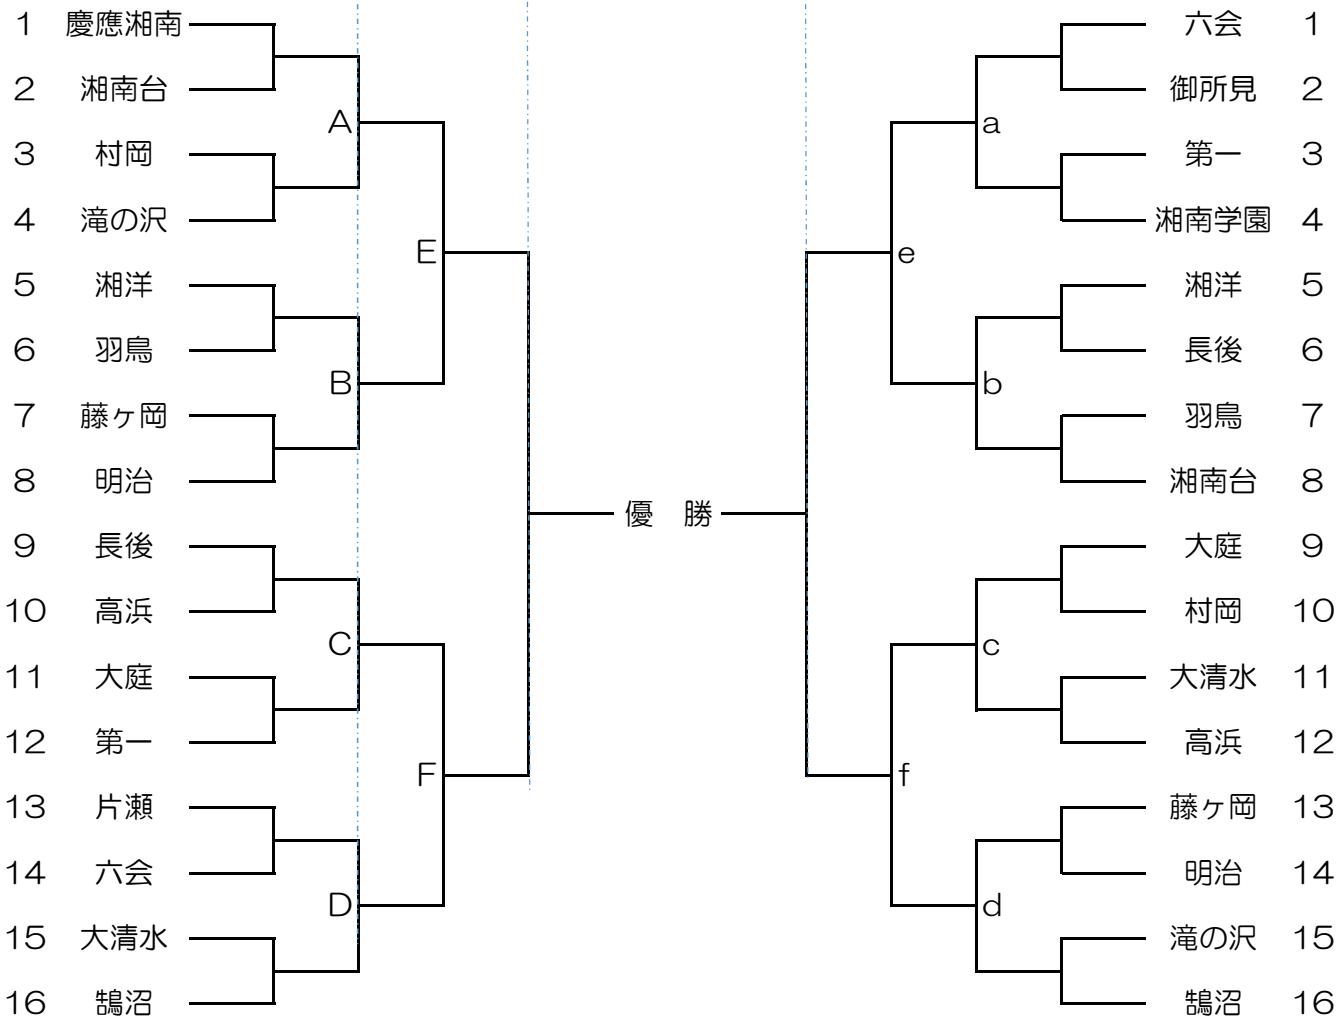 1 慶應湘南
2 湘南台
A
3 村岡
4 滝の沢
E
5 湘洋
6 羽鳥
B
7 藤ヶ岡
8 明治
9 長後
10 高浜
C
11 大庭
12 第一
F
13 片瀬
14 六会
D
15 大清水
16 鵠沼
優 勝
六会 1
御所見 2
a
第一 3
湘南学園 4
e
湘洋 5
長後 6
b
羽鳥 7
湘南台 8
大庭 9
村岡 10
c
大清水 11
高浜 12
f
藤ヶ岡 13
明治 14
d
滝の沢 15
鵠沼 16